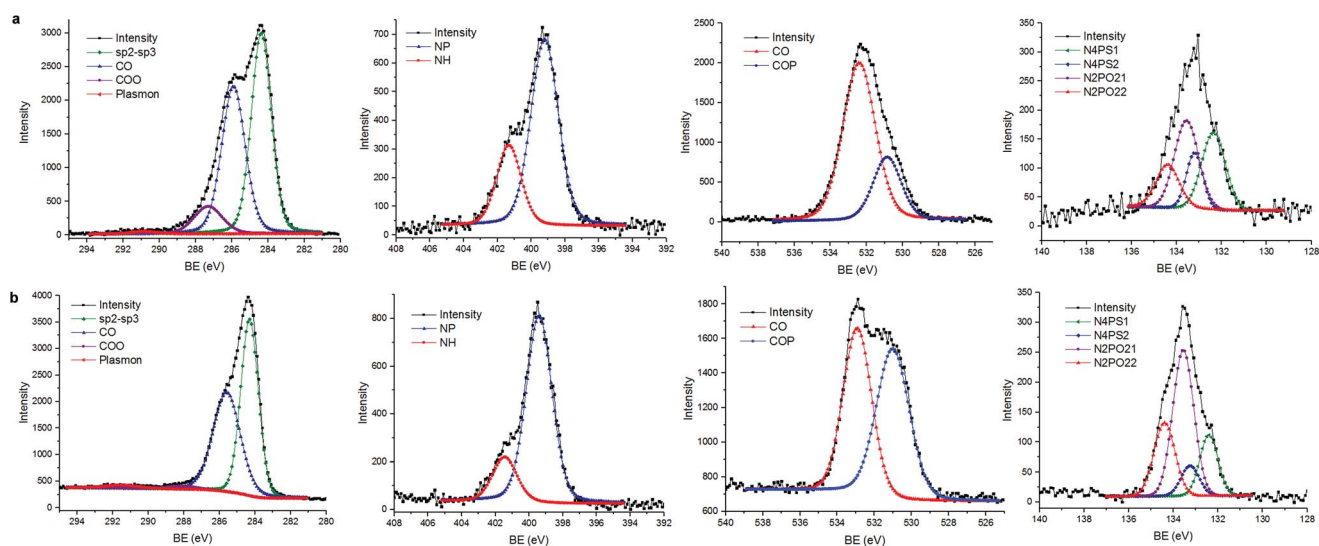 a
Intensity
sp2-sp3
CO
COO
Plasmon
3000
2500
2000
1500
1000
500
0
Intensity
294 292 290 288 286 284 282 280
BE (eV)
Intensity
NP
NH
800
700
600
500
400
300
200
100
0
Intensity
408 406 404 402 400 398 396 394 392
BE (eV)
Intensity
CO
COP
2500
2000
1500
1000
500
0
Intensity
540 538 536 534 532 530 528 526
BE (eV)
Intensity
N4PS1
N4PS2
N2PO21
N2PO22
350
300
250
200
150
100
50
0
Intensity
140 138 136 134 132 130 128
BE (eV)
b
Intensity
sp2-sp3
CO
COO
Plasmon
4000
3500
3000
2500
2000
1500
1000
500
0
Intensity
294 292 290 288 286 284 282 280
BE (eV)
Intensity
NP
NH
800
600
400
200
0
Intensity
408 406 404 402 400 398 396 394 392
BE (eV)
Intensity
CO
COP
1800
1600
1400
1200
1000
800
600
Intensity
540 538 536 534 532 530 528 526
BE (eV)
Intensity
N4PS1
N4PS2
N2PO21
N2PO22
350
300
250
200
150
100
50
0
Intensity
140 138 136 134 132 130 128
BE (eV)